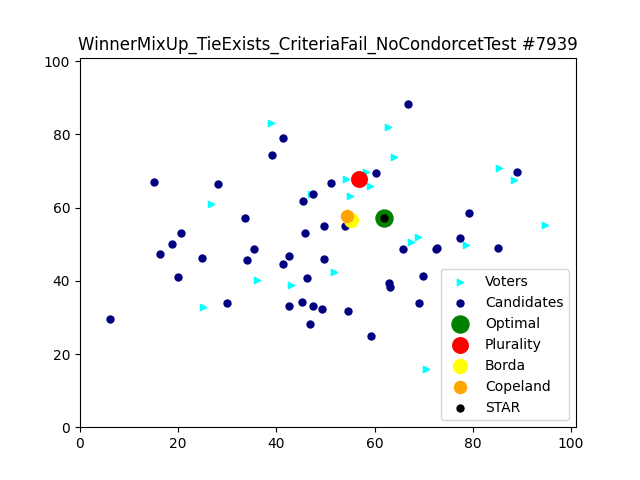 WinnerMixUp_TieExists_CriteriaFail_NoCondorcetTest #7939
100
80
60
40
20
0
0 20 40 60 80 100
Voters
Candidates
Optimal
Plurality
Borda
Copeland
STAR